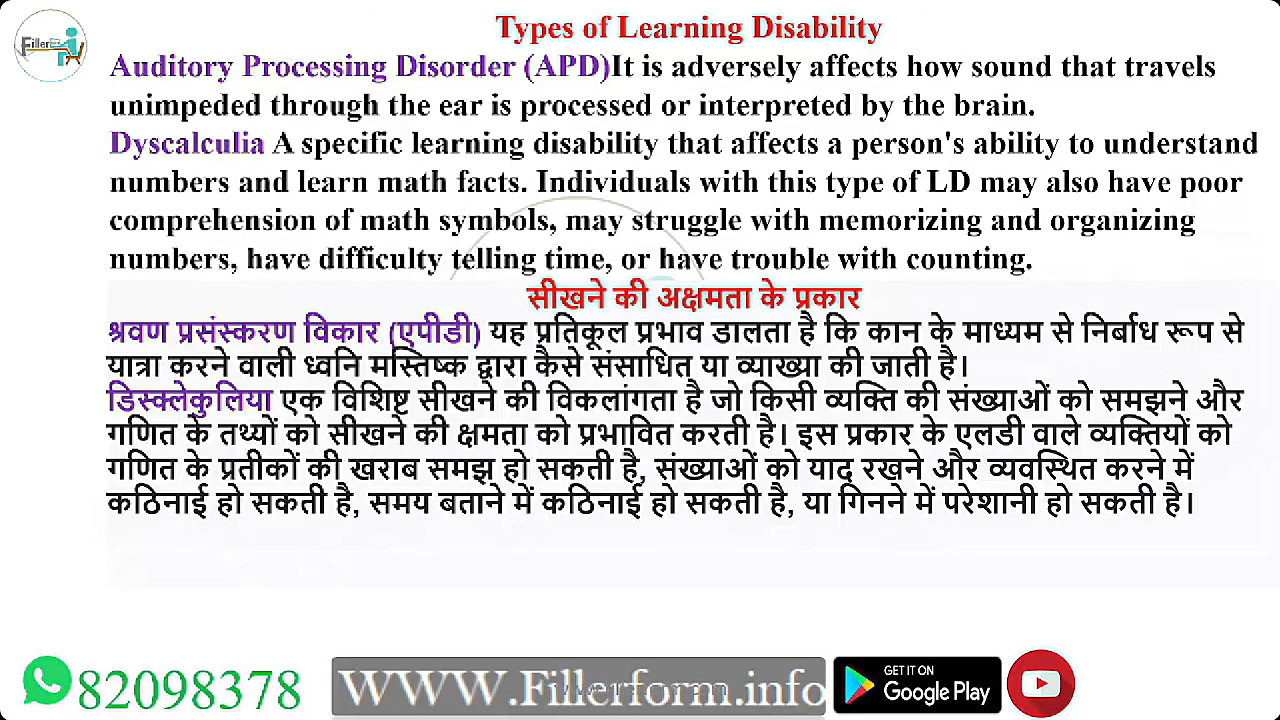 Filler
Types of Learning Disability
Auditory Processing Disorder (APD)It is adversely affects how sound that travels
unimpeded through the ear is processed or interpreted by the brain.
Dyscalculia A specific learning disability that affects a person's ability to understand
numbers and learn math facts. Individuals with this type of LD may also have poor
comprehension of math symbols, may struggle with memorizing and organizing
numbers, have difficulty telling time, or have trouble with counting.
सीखने की अक्षमता के प्रकार
श्रवण प्रसंस्करण विकार (एपीडी) यह प्रतिकूल प्रभाव डालता है कि कान के माध्यम से निर्बाध रूप से
यात्रा करने वाली ध्वनि मस्तिष्क द्वारा कैसे संसाधित या व्याख्या की जाती है।
डिस्क्लेकुलिया एक विशिष्ट सीखने की विकलांगता है जो किसी व्यक्ति की संख्याओं को समझने और
गणित के तथ्यों को सीखने की क्षमता को प्रभावित करती है। इस प्रकार के एलडी वाले व्यक्तियों को
गणित के प्रतीकों की खराब समझ हो सकती है, संख्याओं को याद रखने और व्यवस्थित करने में
कठिनाई हो सकती है, समय बताने में कठिनाई हो सकती है, या गिनने में परेशानी हो सकती है।
82098378
WWW.Fillerform.info
GET IT ON
Google Play